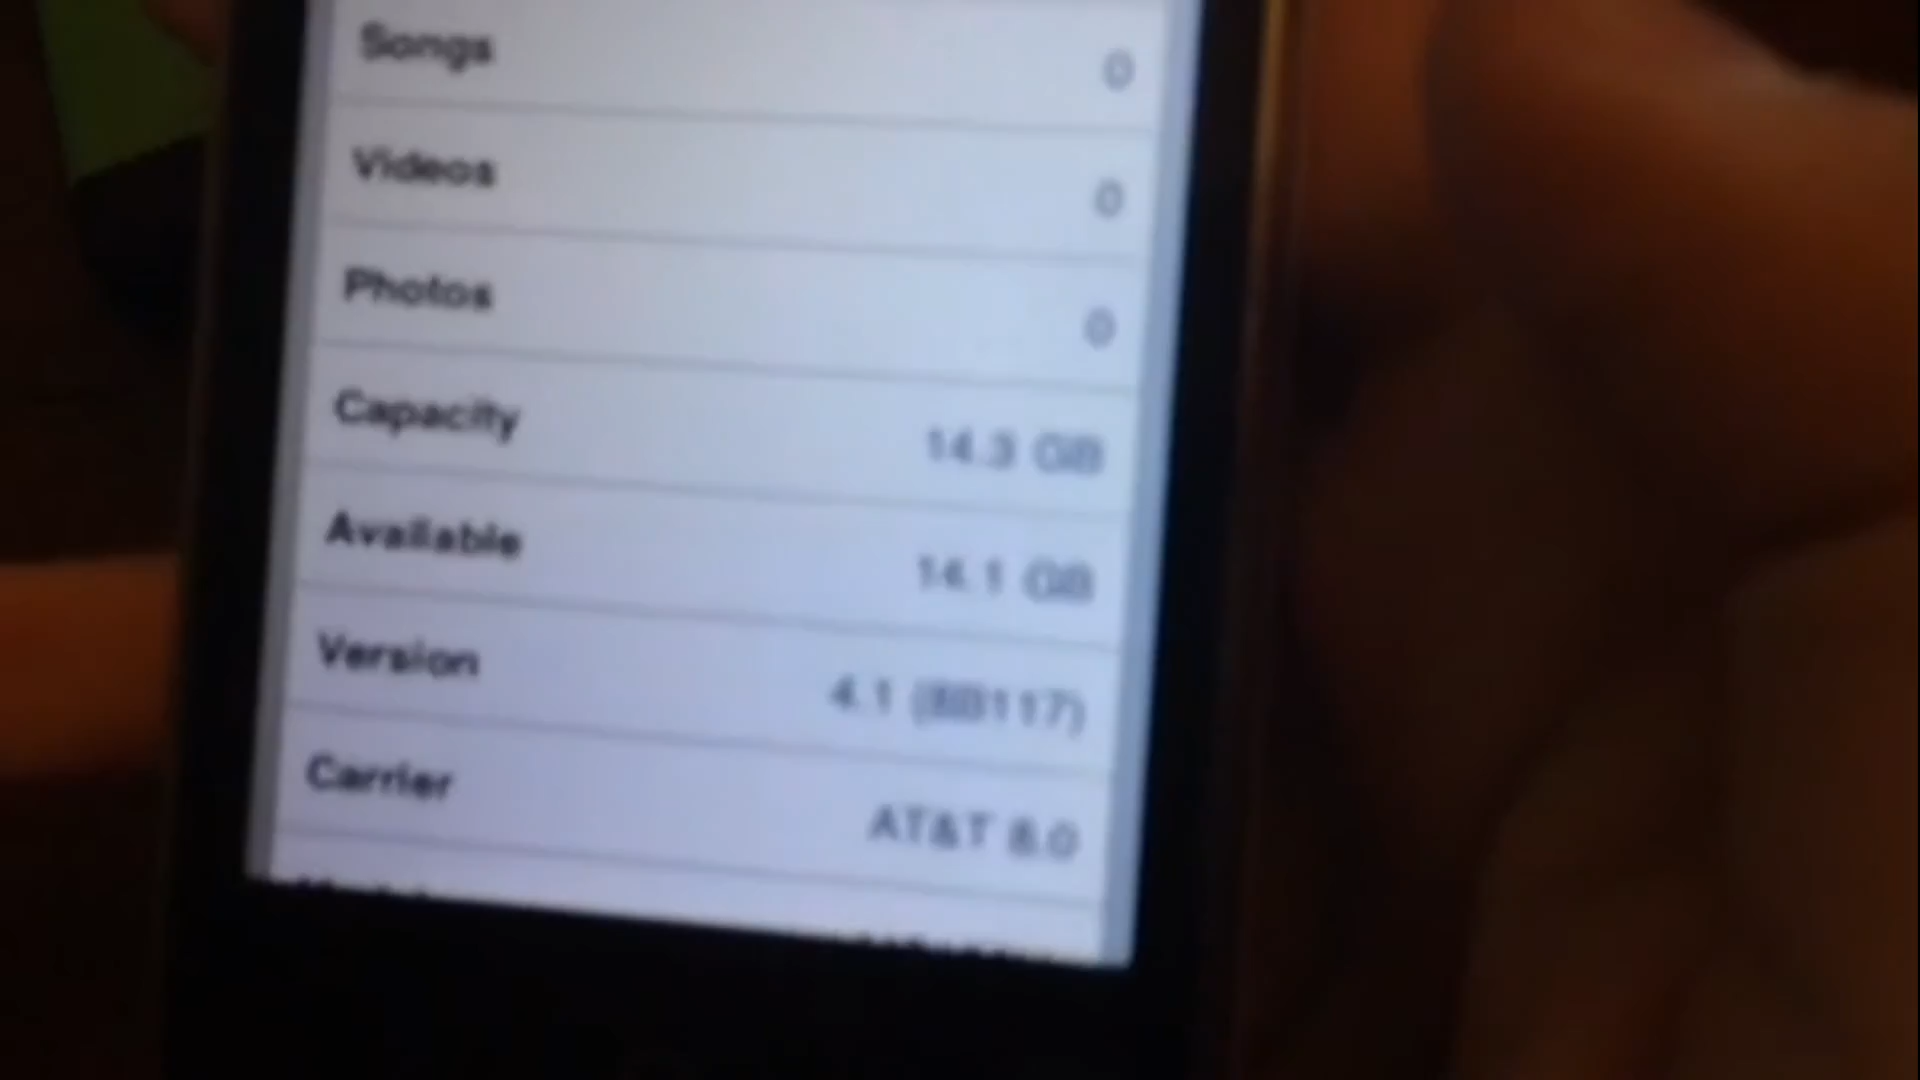 Songs 0
Videos 0
Photos 0
Capacity 14.3 GB
Available 14.1 GB
Version 4.1 (8B117)
Carrier AT&T 8.0